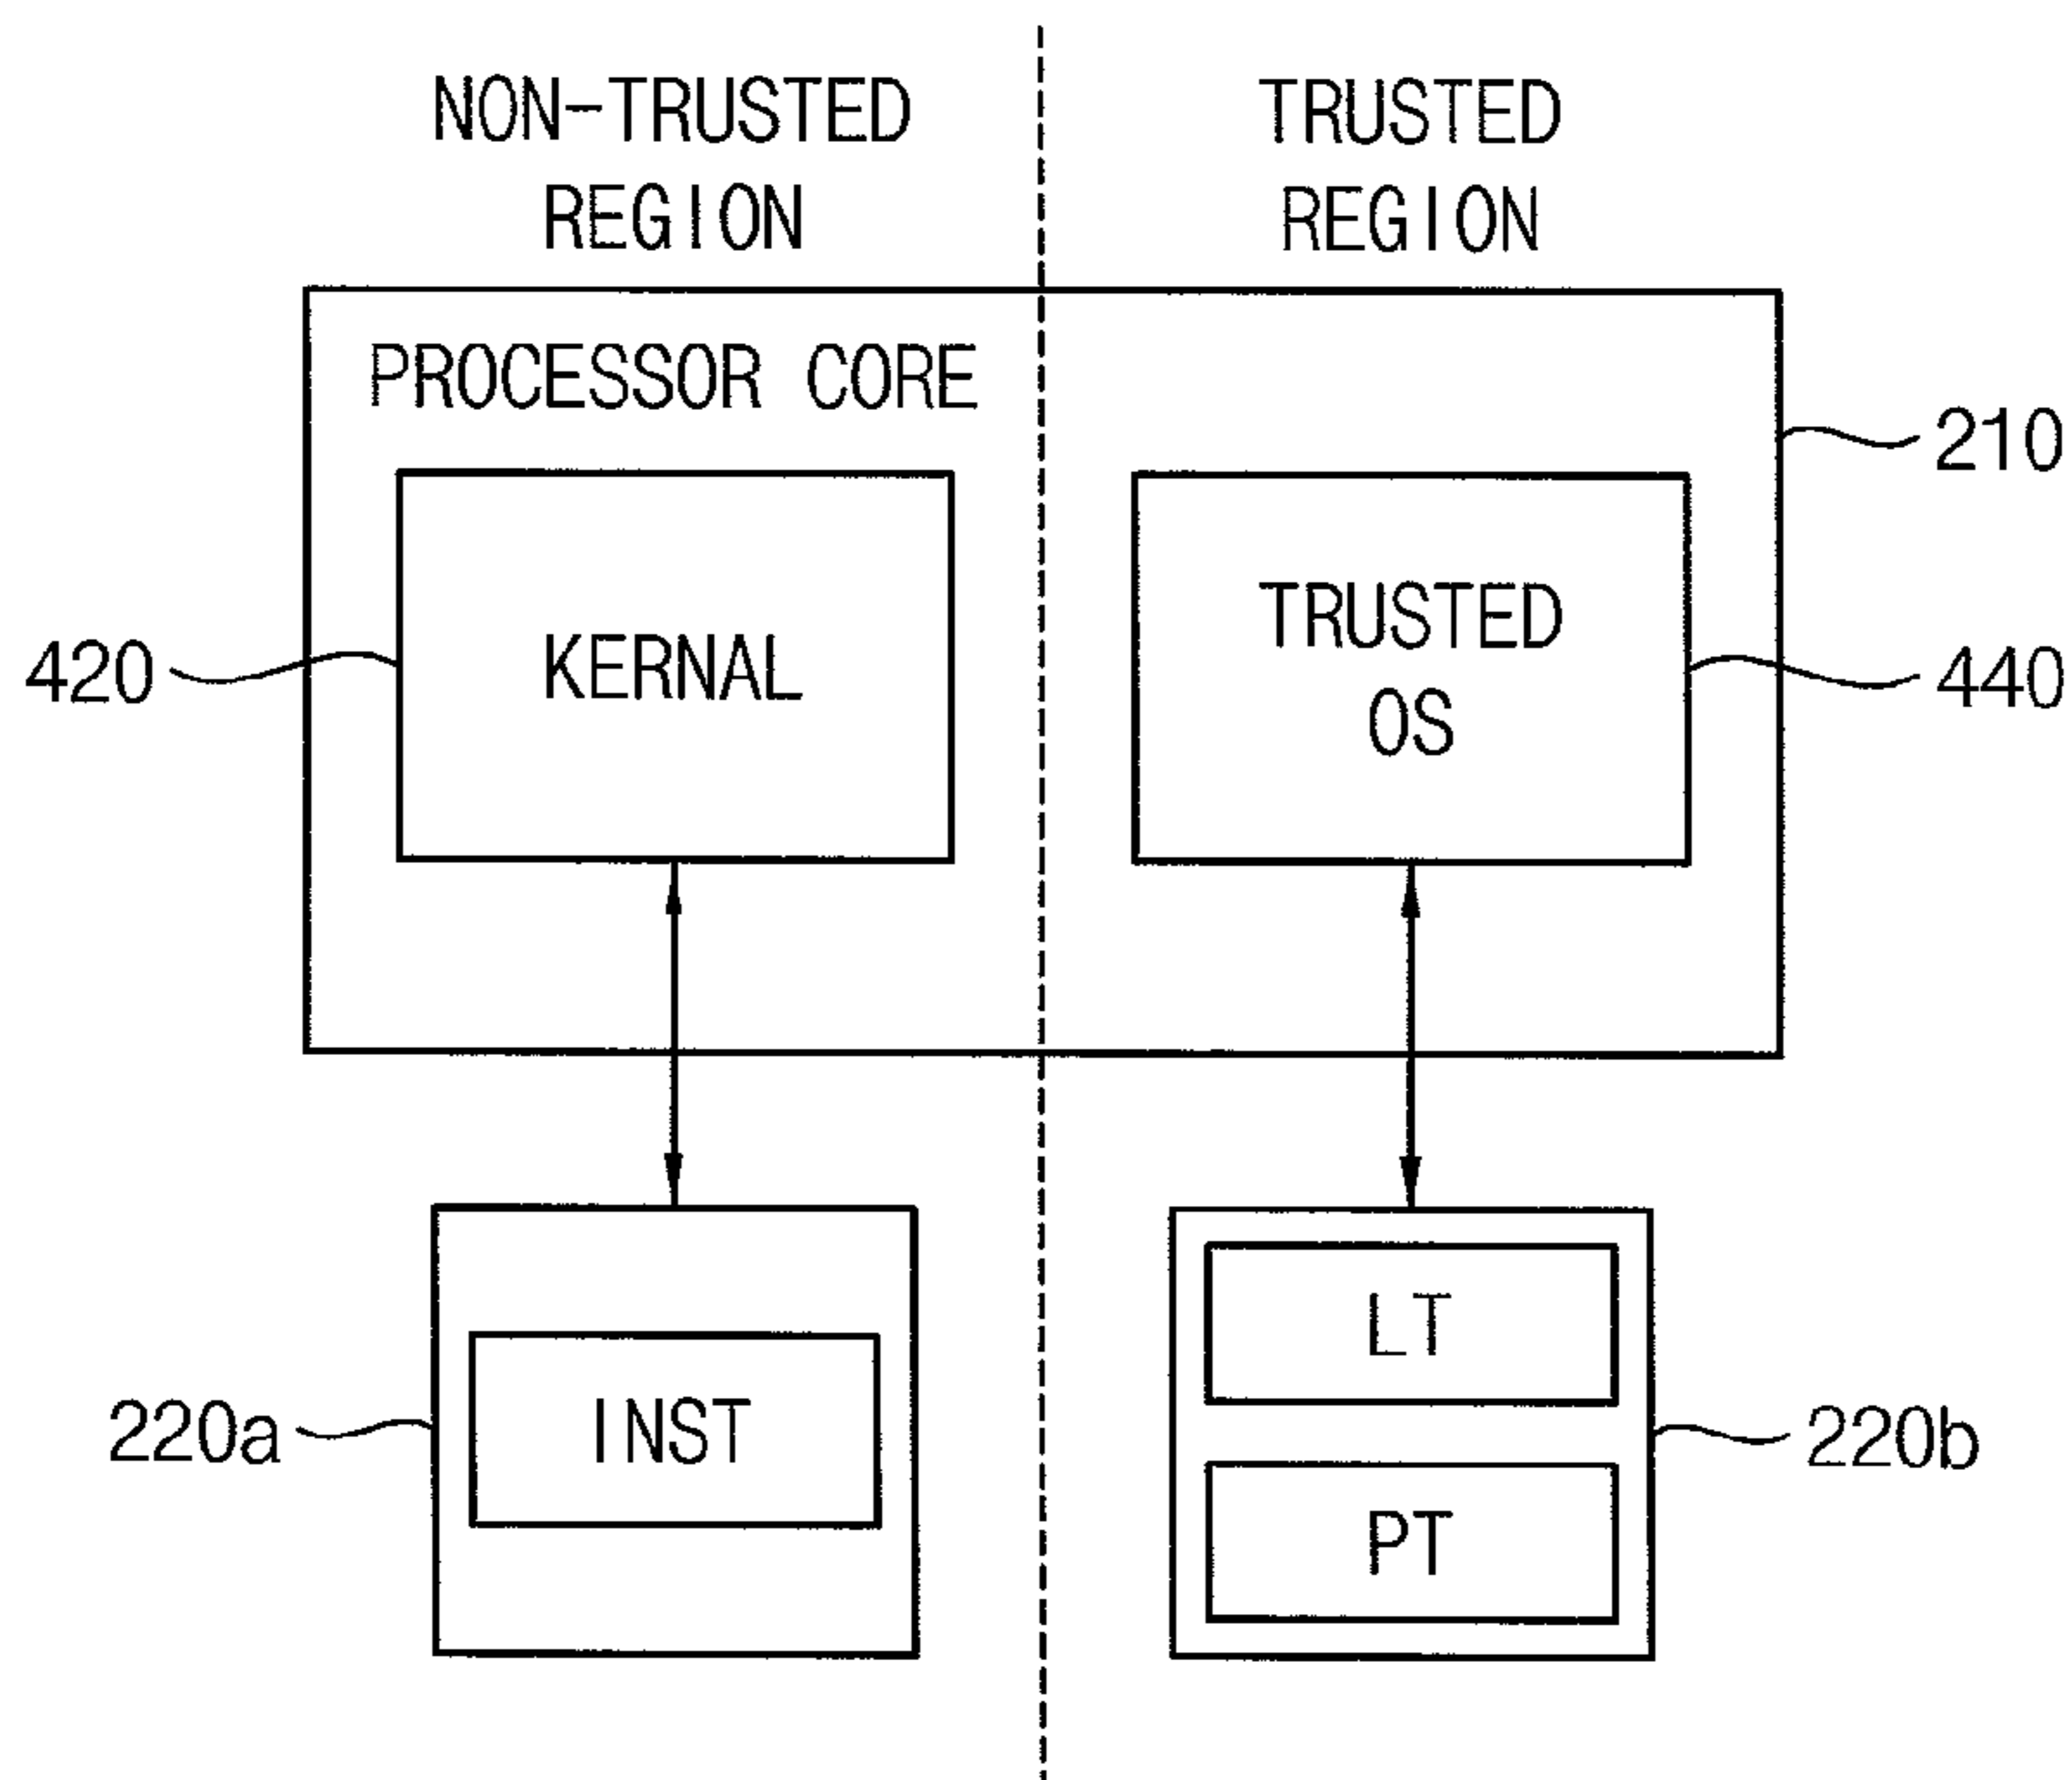 NON-TRUSTED
REGION
TRUSTED
REGION
PROCESSOR CORE
210
KERNAL
420
TRUSTED
OS
440
INST
220a
LT
PT
220b